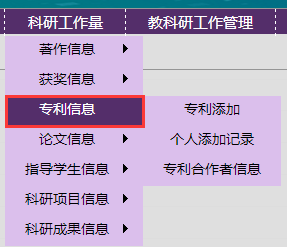 科研工作量 教科研工作管理
著作信息
获奖信息
专利信息 专利添加
论文信息 个人添加记录
指导学生信息 专利合作者信息
科研项目信息
科研成果信息